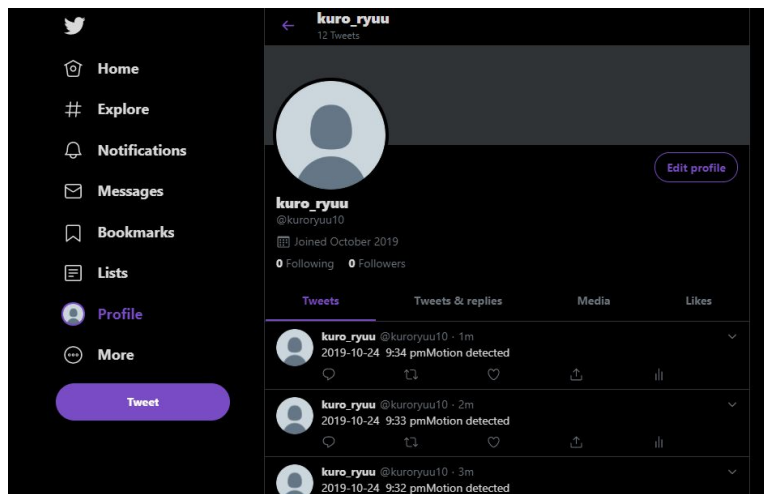 Home
Explore
Notifications
Messages
Bookmarks
Lists
Profile
More
Tweet
kuro_ryuu
12 Tweets
Edit profile
kuro_ryuu
@kuroryuu10
Joined October 2019
0 Following 0 Followers
Tweets Tweets & replies Media Likes
kuro_ryuu @kuroryuu10 · 1m
2019-10-24 9:34 pmMotion detected
kuro_ryuu @kuroryuu10 · 2m
2019-10-24 9:33 pmMotion detected
kuro_ryuu @kuroryuu10 · 3m
2019-10-24 9:32 pmMotion detected